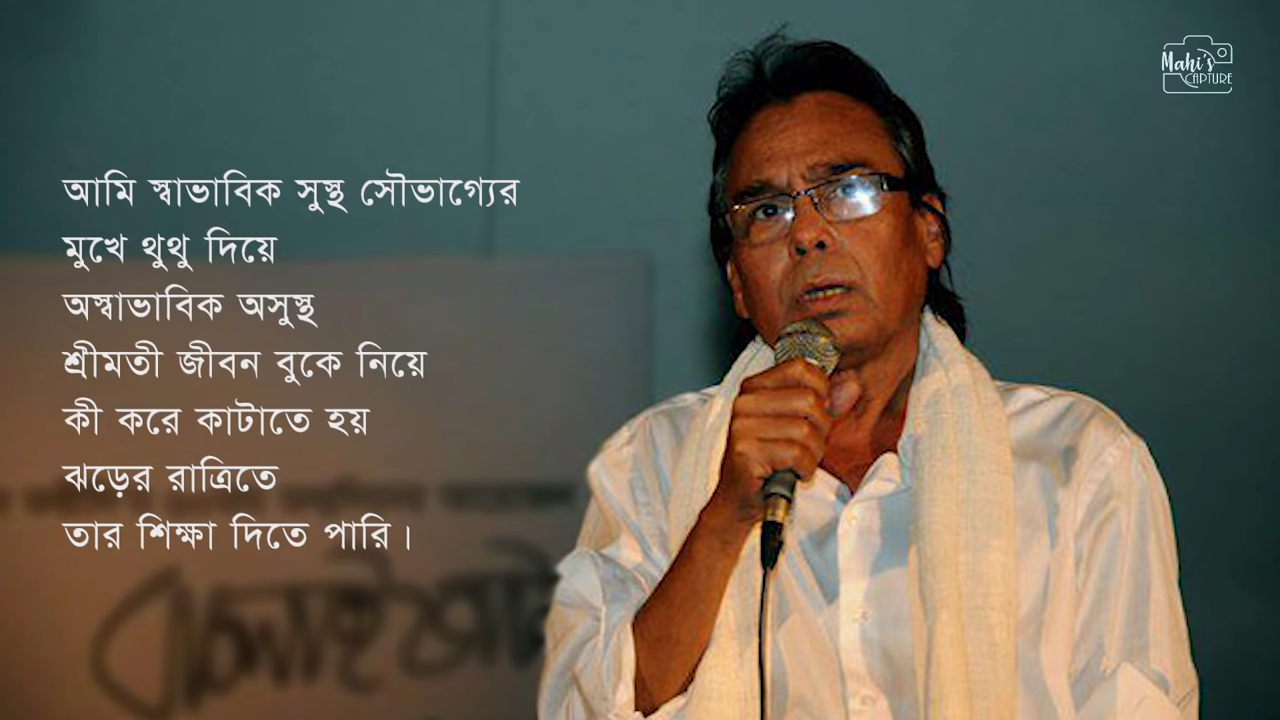 আমি স্বাভাবিক সুস্থ সৌভাগ্যের
মুখে থুথু দিয়ে
অস্বাভাবিক অসুস্থ
শ্রীমতী জীবন বুকে নিয়ে
কী করে কাটাতে হয়
ঝড়ের রাত্রিতে
তার শিক্ষা দিতে পারি।
Mahi's
CAPTURE